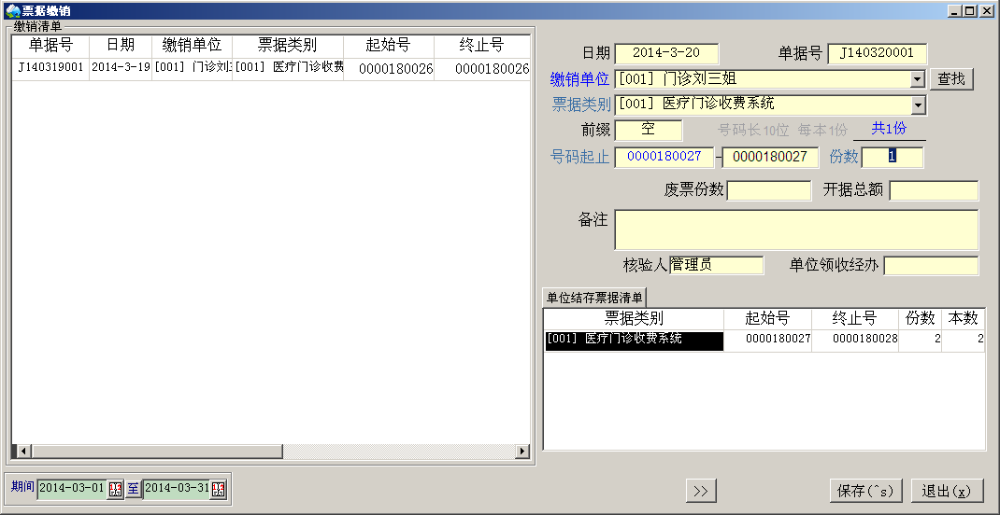 票据缴销
缴销清单
单据号 日期 缴销单位 票据类别 起始号 终止号
J140319001 2014-3-19 [001] 门诊刘三 [001] 医疗门诊收费 0000180026 0000180026
日期 2014-3-20 单据号 J140320001
缴销单位 [001] 门诊刘三姐 查找
票据类别 [001] 医疗门诊收费系统
前缀 空 号码长10位 每本1份 共1份
号码起止 0000180027 - 0000180027 份数 1
废票份数 开据总额
备注
核验人 管理员 单位领收经办
单位结存票据清单
票据类别 起始号 终止号 份数 本数
[001] 医疗门诊收费系统 0000180027 0000180028 2 2
期间 2014-03-01 至 2014-03-31
>> 保存(^s) 退出(x)